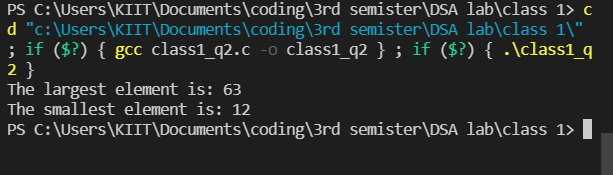 PS C:\Users\KIIT\Documents\coding\3rd semister\DSA lab\class 1> c
d "c:\Users\KIIT\Documents\coding\3rd semister\DSA lab\class 1\"
; if ($?) { gcc class1_q2.c -o class1_q2 } ; if ($?) { .\class1_q
2 }
The largest element is: 63
The smallest element is: 12
PS C:\Users\KIIT\Documents\coding\3rd semister\DSA lab\class 1>